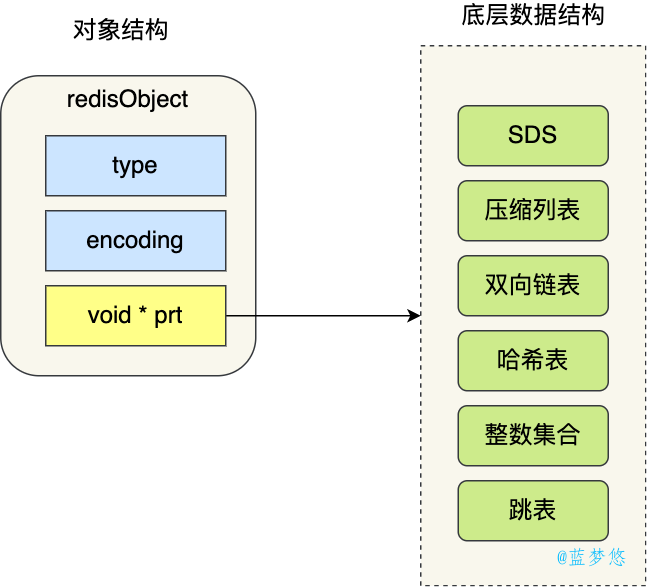 对象结构
redisObject
type
encoding
void * prt
底层数据结构
SDS
压缩列表
双向链表
哈希表
整数集合
跳表
@蓝梦悠